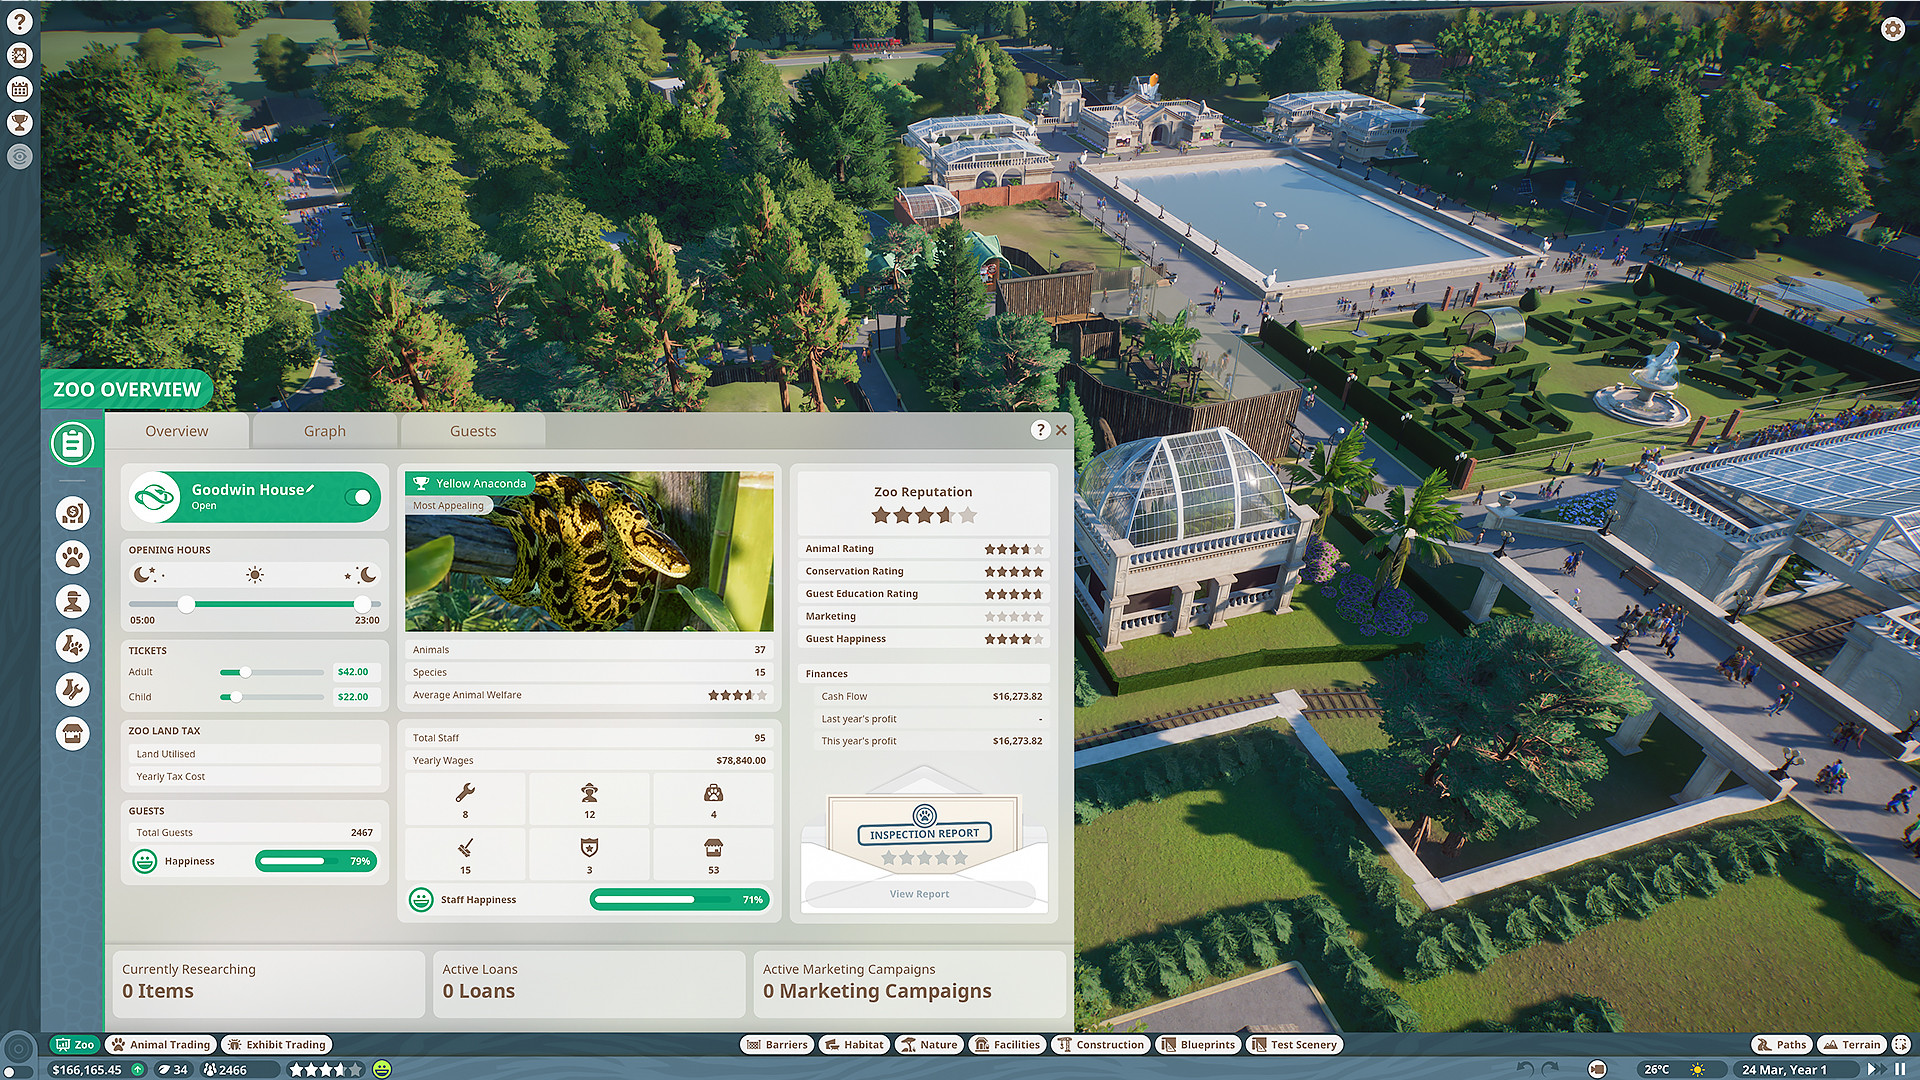 ZOO OVERVIEW
Overview
Graph
Guests
?
Goodwin House
Open
OPENING HOURS
05:00
23:00
TICKETS
Adult
$42.00
Child
$22.00
ZOO LAND TAX
Land Utilised
Yearly Tax Cost
GUESTS
Total Guests
2467
Happiness
79%
Yellow Anaconda
Most Appealing
Animals
37
Species
15
Average Animal Welfare
Total Staff
95
Yearly Wages
$78,840.00
8
12
4
15
3
53
Staff Happiness
71%
Zoo Reputation
Animal Rating
Conservation Rating
Guest Education Rating
Marketing
Guest Happiness
Finances
Cash Flow
$16,273.82
Last year's profit
-
This year's profit
$16,273.82
INSPECTION REPORT
View Report
Currently Researching
0 Items
Active Loans
0 Loans
Active Marketing Campaigns
0 Marketing Campaigns
Zoo
Animal Trading
Exhibit Trading
Barriers
Habitat
Nature
Facilities
Construction
Blueprints
Test Scenery
Paths
Terrain
$166,165.45
34
2466
26°C
24 Mar, Year 1